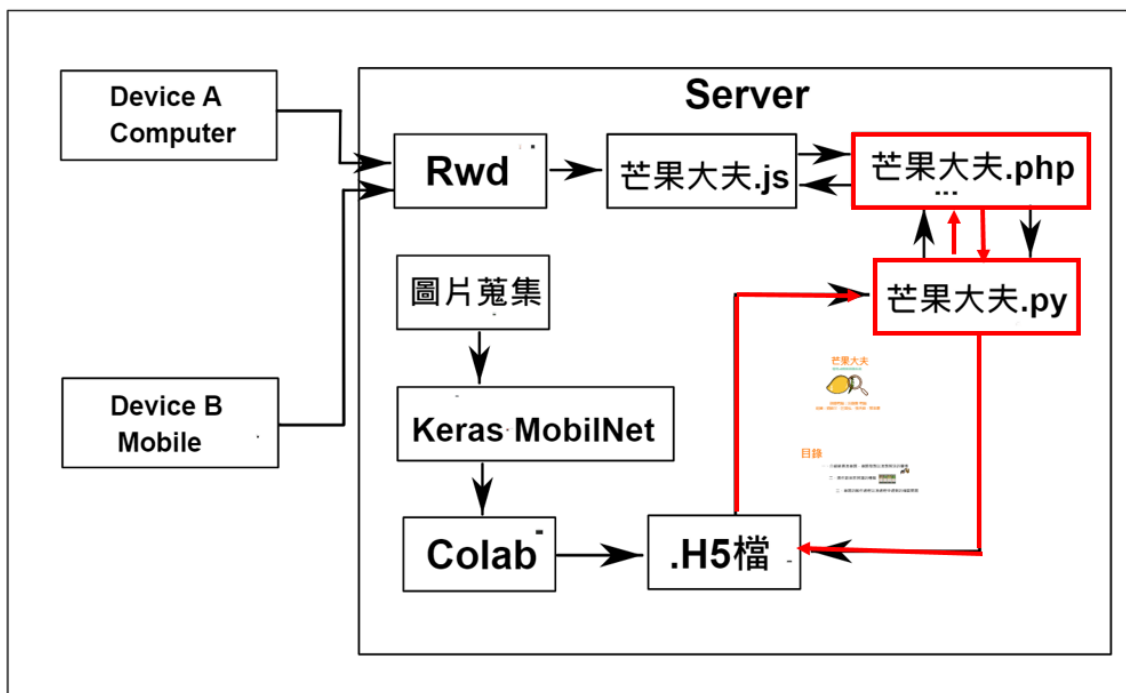 Server
Device A
Computer
Rwd
芒果大夫.js
芒果大夫.php
...
圖片蒐集
芒果大夫.py
芒果大夫
Device B
Mobile
Keras MobilNet
目錄
Colab
.H5檔